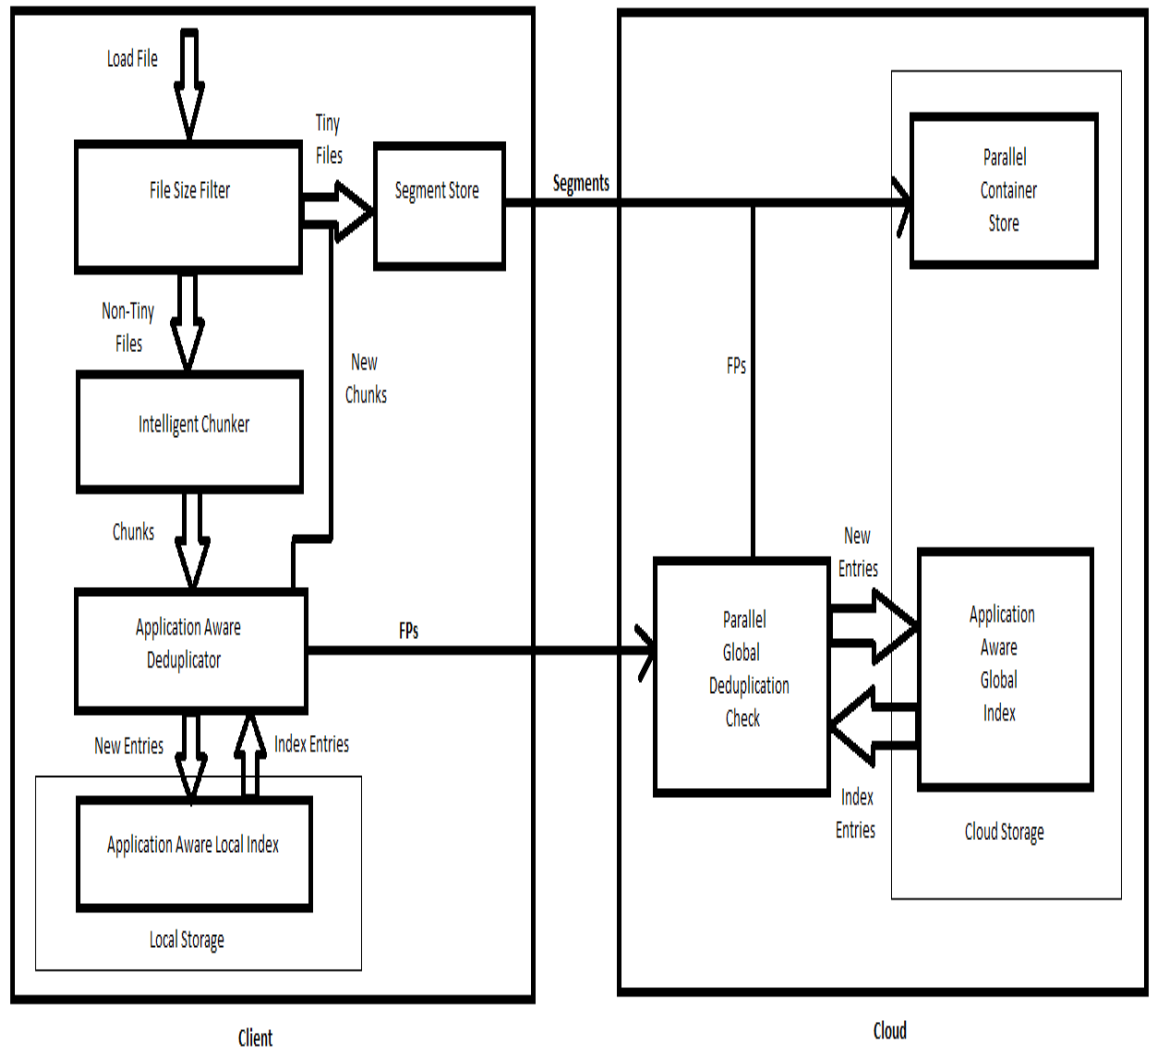 Load File
Tiny
Files
File Size Filter
Segment Store
Segments
Parallel
Container
Store
Non-Tiny
Files
New
Chunks
FPs
Intelligent Chunker
Chunks
New
Entries
Application Aware
Deduplicator
FPs
Parallel
Global
Deduplication
Check
Application
Aware
Global
Index
New Entries
Index Entries
Index
Entries
Cloud Storage
Application Aware Local Index
Local Storage
Client
Cloud